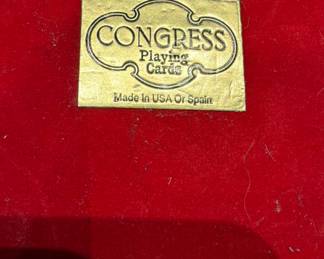 CONGRESS
Playing
Cards
Made In USA Or Spain